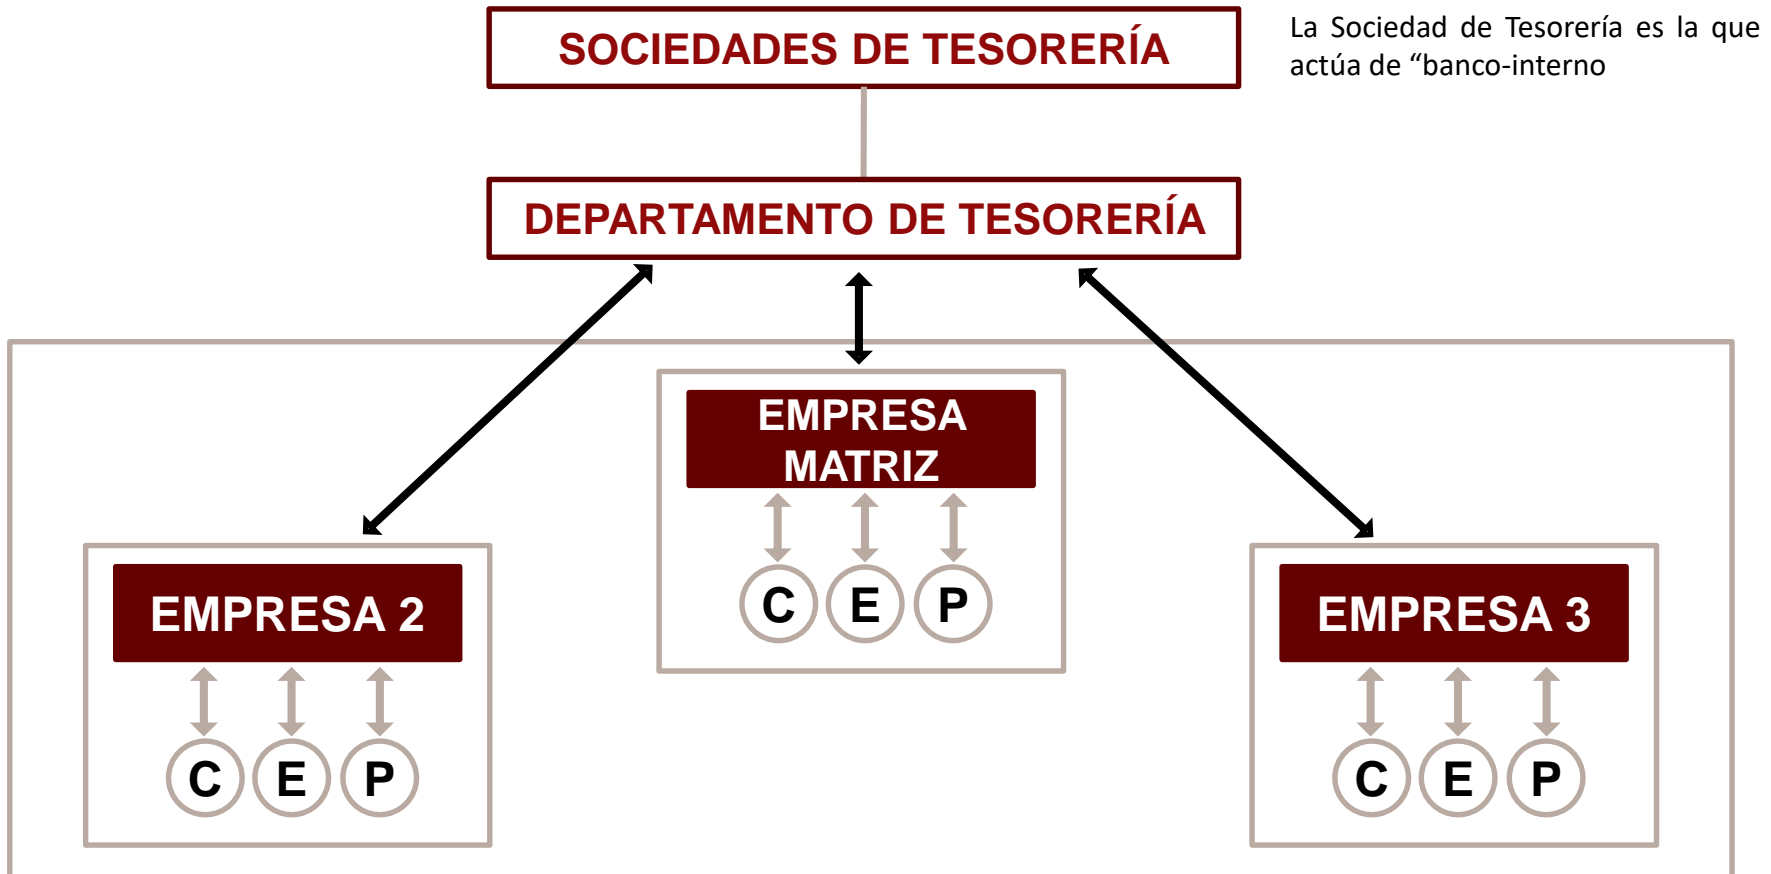 SOCIEDADES DE TESORERÍA
La Sociedad de Tesorería es la que
actúa de “banco-interno
DEPARTAMENTO DE TESORERÍA
EMPRESA
MATRIZ
C E P
EMPRESA 2
C E P
EMPRESA 3
C E P